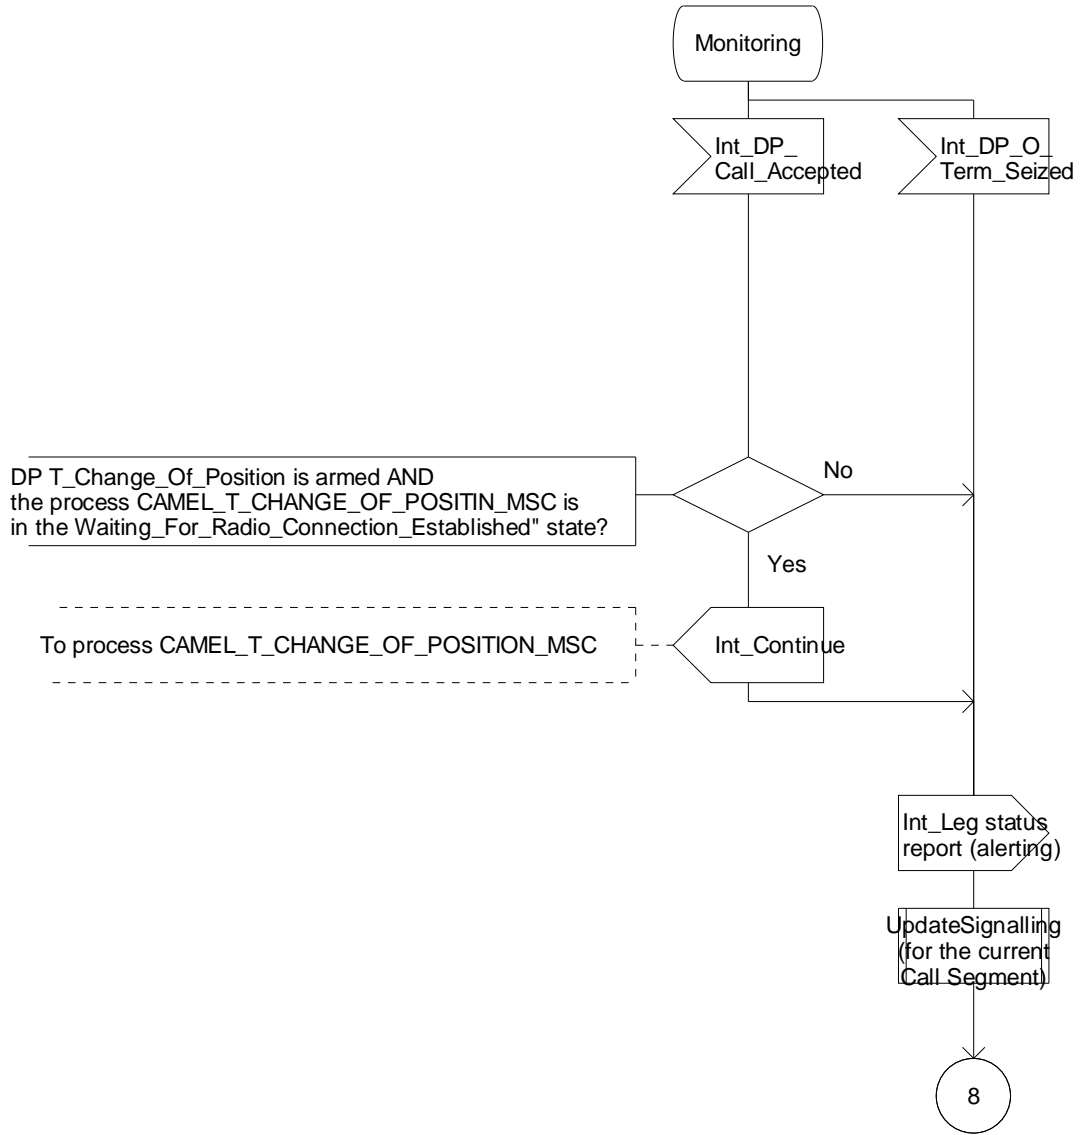 Monitoring
Int_DP_
Call_Accepted
Int_DP_O_
Term_Seized
DP T_Change_Of_Position is armed AND
the process CAMEL_T_CHANGE_OF_POSITIN_MSC is
in the Waiting_For_Radio_Connection_Established" state?
No
Yes
To process CAMEL_T_CHANGE_OF_POSITION_MSC
Int_Continue
Int_Leg status
report (alerting)
UpdateSignalling
(for the current
Call Segment)
8